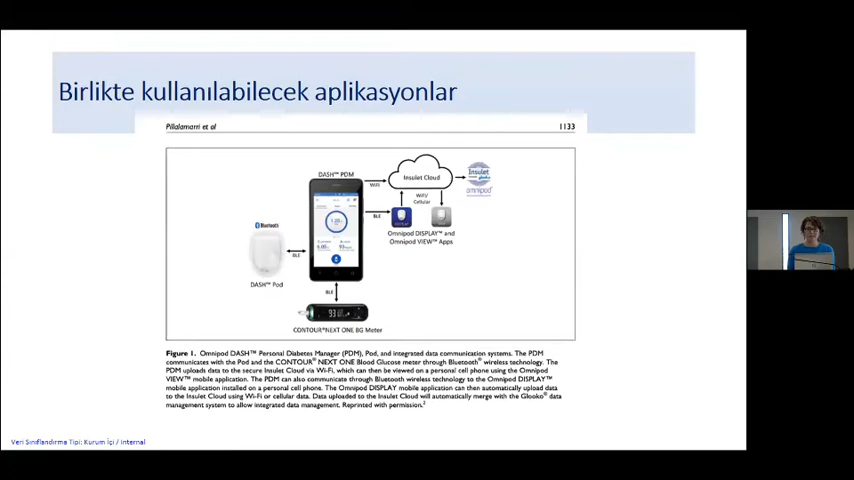 Birlikte kullanılabilecek aplikasyonlar
Pillalamarri et al
1133
DASH™ PDM
Insulet Cloud
Insulet
omnipod
WiFi
WiFi/
Cellular
Bluetooth
BLE
Omnipod DISPLAY™ and
Omnipod VIEW™ Apps
BLE
DASH™ Pod
BLE
CONTOUR®NEXT ONE BG Meter
Figure 1. Omnipod DASH™ Personal Diabetes Manager (PDM), Pod, and integrated data communication systems. The PDM
communicates with the Pod and the CONTOUR® NEXT ONE Blood Glucose meter through Bluetooth® wireless technology. The
PDM uploads data to the secure Insulet Cloud via Wi-Fi, which can then be viewed on a personal cell phone using the Omnipod
VIEW™ mobile application. The PDM can also communicate through Bluetooth wireless technology to the Omnipod DISPLAY™
mobile application installed on a personal cell phone. The Omnipod DISPLAY mobile application can then automatically upload data
to the Insulet Cloud using Wi-Fi or cellular data. Data uploaded to the Insulet Cloud will automatically merge with the Glooko® data
management system to allow integrated data management. Reprinted with permission.²
Veri Sınıflandırma Tipi: Kurum İçi / Internal